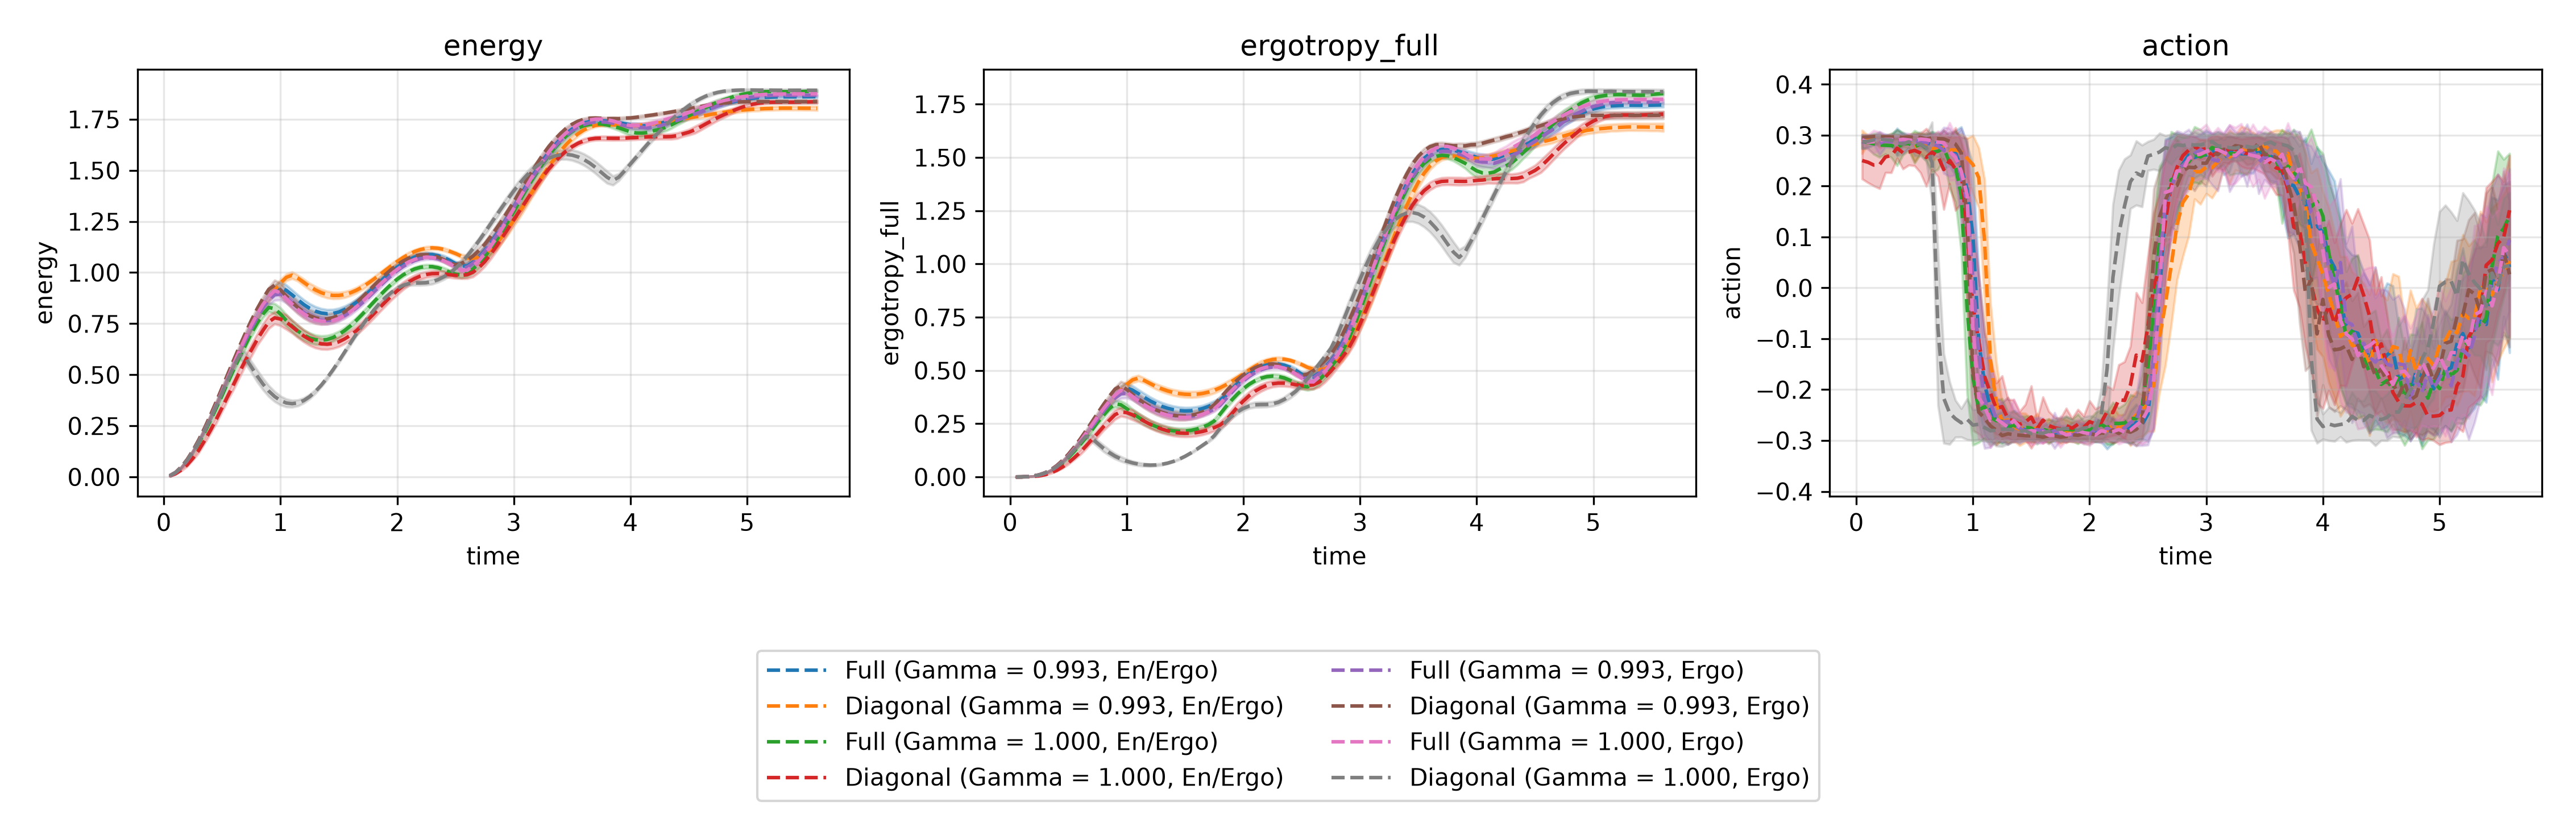 energy
energy
1.75
1.50
1.25
1.00
0.75
0.50
0.25
0.00
0 1 2 3 4 5
time
ergotropy_full
ergotropy_full
1.75
1.50
1.25
1.00
0.75
0.50
0.25
0.00
0 1 2 3 4 5
time
action
action
0.4
0.3
0.2
0.1
0.0
−0.1
−0.2
−0.3
−0.4
0 1 2 3 4 5
time
Full (Gamma = 0.993, En/Ergo)
Diagonal (Gamma = 0.993, En/Ergo)
Full (Gamma = 1.000, En/Ergo)
Diagonal (Gamma = 1.000, En/Ergo)
Full (Gamma = 0.993, Ergo)
Diagonal (Gamma = 0.993, Ergo)
Full (Gamma = 1.000, Ergo)
Diagonal (Gamma = 1.000, Ergo)